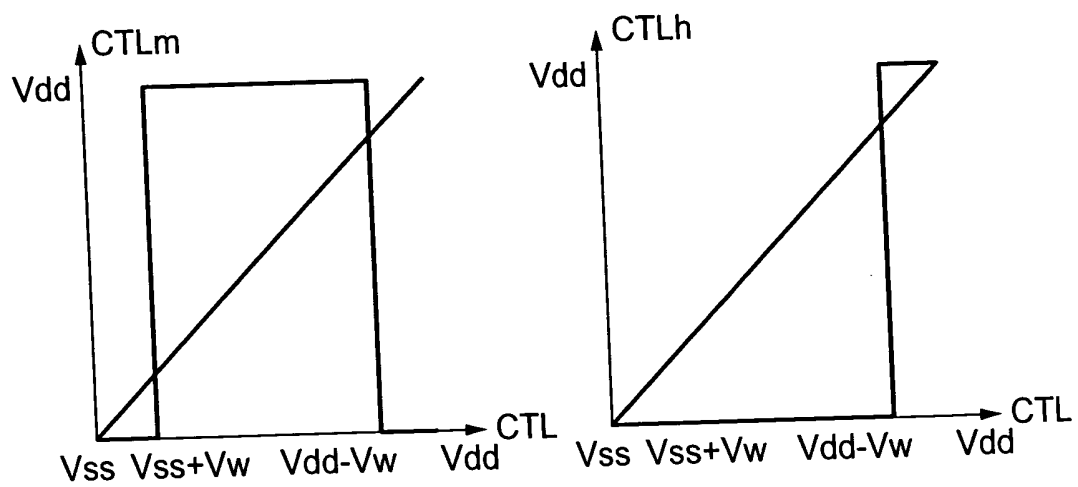 CTLm
Vdd
CTL
Vss Vss+Vw Vdd-Vw Vdd
CTLh
Vdd
CTL
Vss Vss+Vw Vdd-Vw Vdd